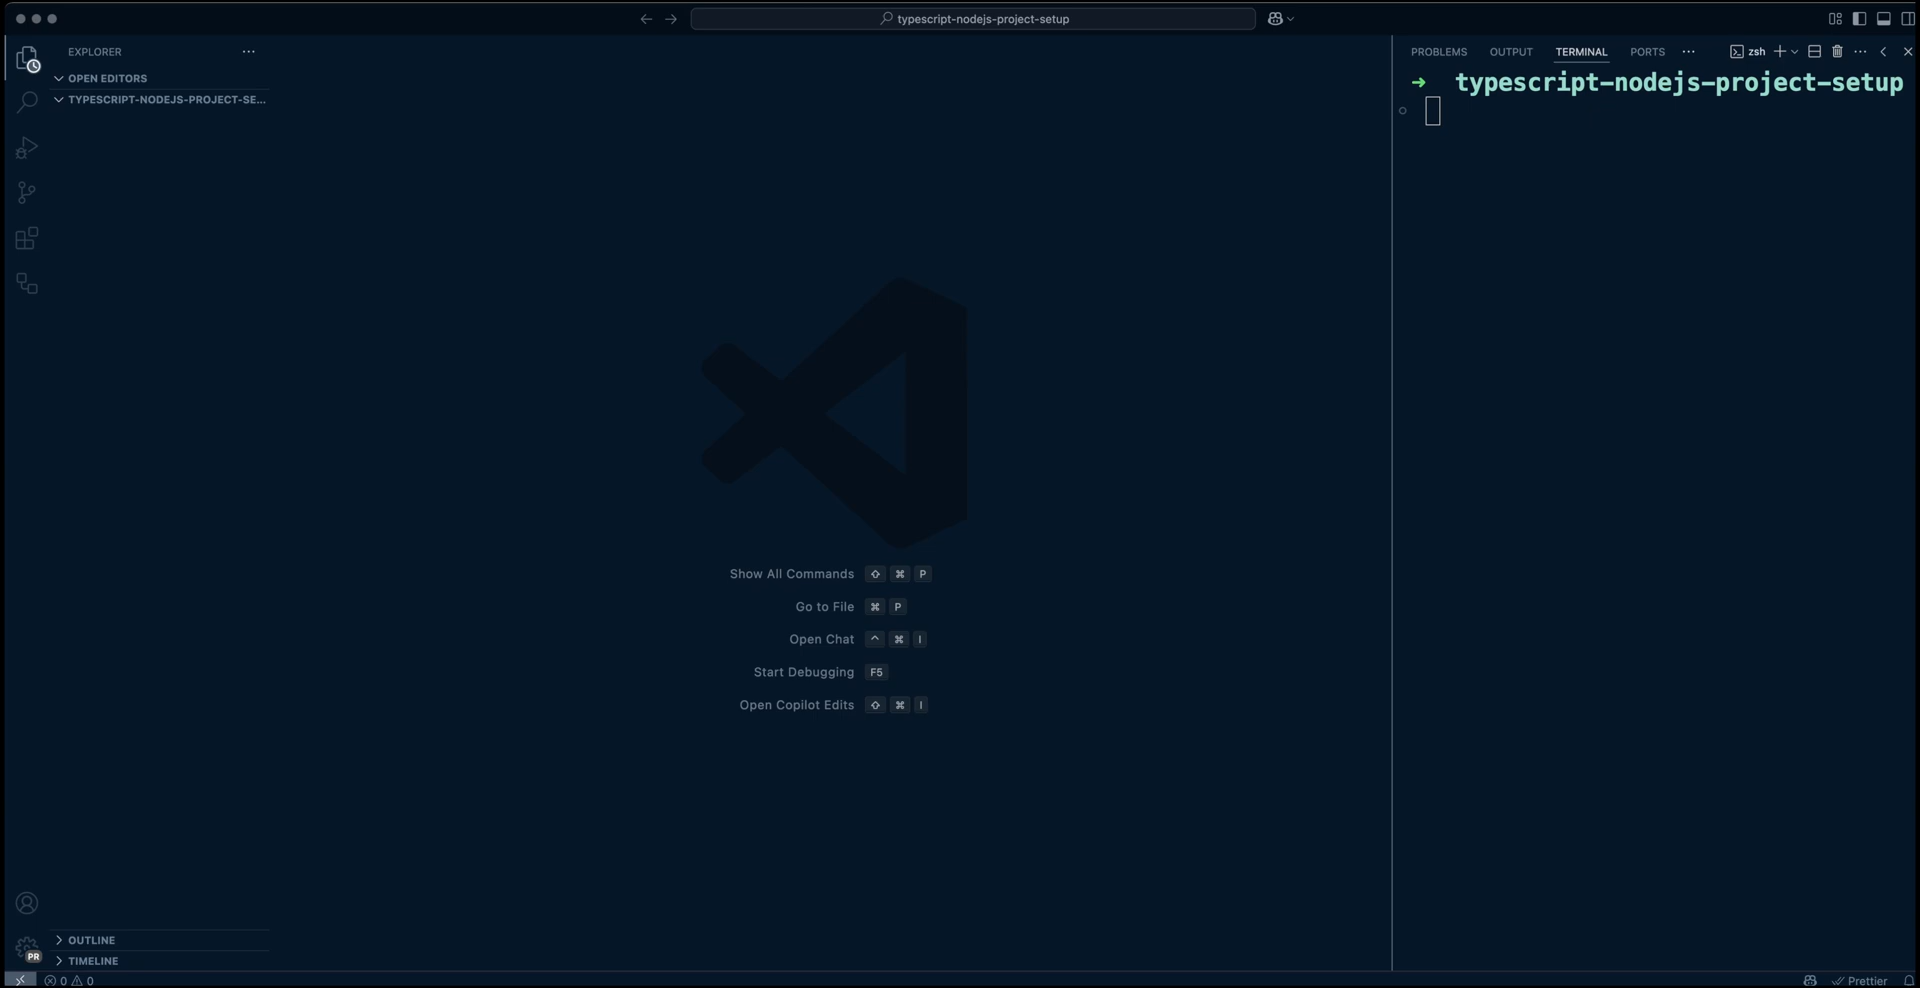 typescript-nodejs-project-setup
EXPLORER
OPEN EDITORS
TYPESCRIPT-NODEJS-PROJECT-SE...
Show All Commands ⇧ ⌘ P
Go to File ⌘ P
Open Chat ^ ⌘ I
Start Debugging F5
Open Copilot Edits ⇧ ⌘ I
OUTLINE
TIMELINE
PR
0 0
PROBLEMS OUTPUT TERMINAL PORTS ... zsh
→ typescript-nodejs-project-setup
Prettier